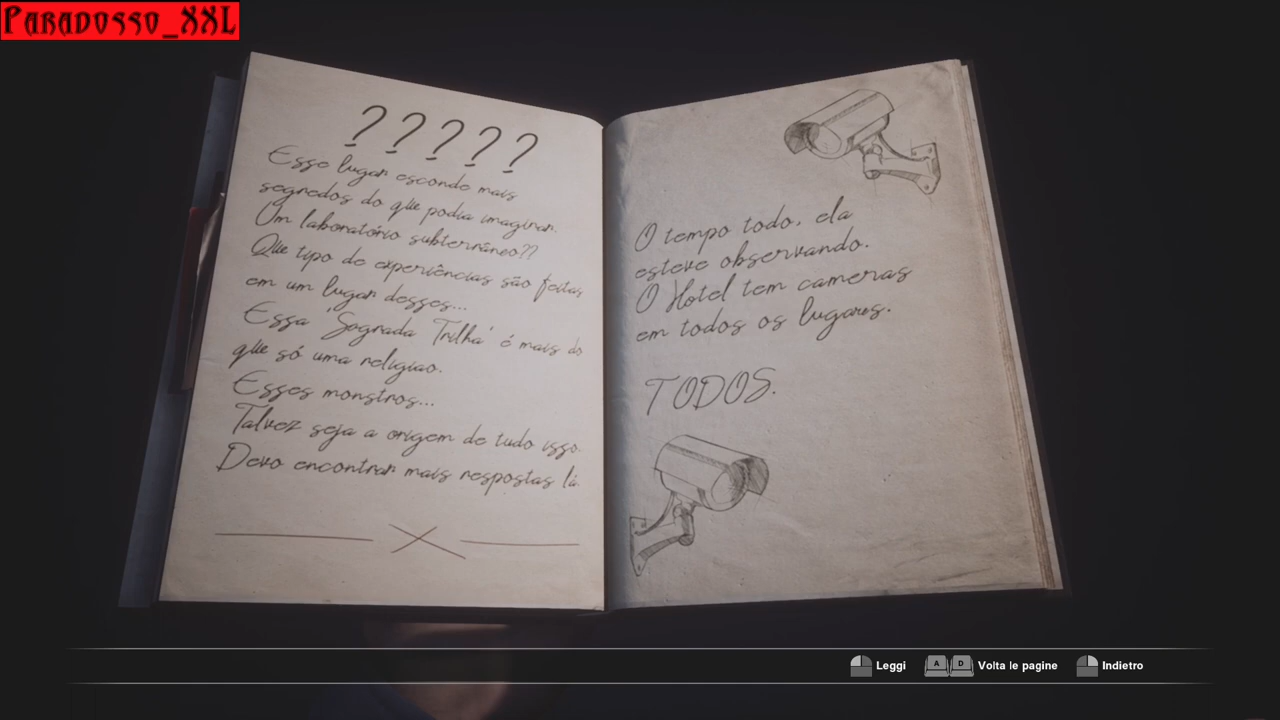 Paradosso_XXL
?????
Esse lugar esconde mais
segredos do que podia imaginar.
Um laboratório subterrâneo??
Que tipo de experiências são feitas
em um lugar desses...
Essa 'Sagrada Trilha' é mais do
que só uma religiao.
Esses monstros...
Talvez seja a origem de tudo isso.
Devo encontrar mais respostas lá.
O tempo todo, ela
esteve observando.
O Hotel tem cameras
em todos os lugares.
TODOS.
Leggi
A D Volta le pagine
Indietro